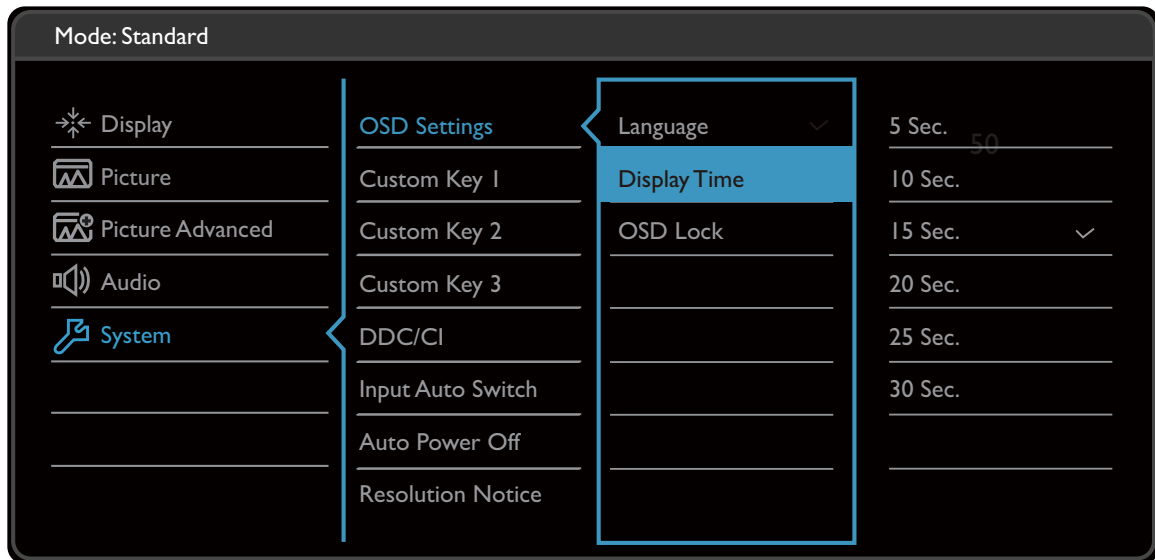 Mode: Standard
Display
Picture
Picture Advanced
Audio
System
OSD Settings
Custom Key 1
Custom Key 2
Custom Key 3
DDC/CI
Input Auto Switch
Auto Power Off
Resolution Notice
Language
Display Time
OSD Lock
5 Sec.
50
10 Sec.
15 Sec.
20 Sec.
25 Sec.
30 Sec.